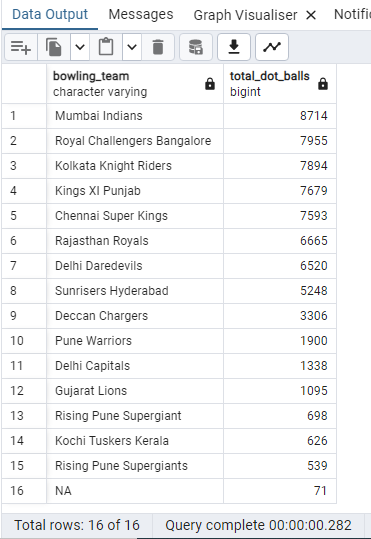 Data Output Messages Graph Visualiser × Notific
bowling_team total_dot_balls
character varying bigint
1 Mumbai Indians 8714
2 Royal Challengers Bangalore 7955
3 Kolkata Knight Riders 7894
4 Kings XI Punjab 7679
5 Chennai Super Kings 7593
6 Rajasthan Royals 6665
7 Delhi Daredevils 6520
8 Sunrisers Hyderabad 5248
9 Deccan Chargers 3306
10 Pune Warriors 1900
11 Delhi Capitals 1338
12 Gujarat Lions 1095
13 Rising Pune Supergiant 698
14 Kochi Tuskers Kerala 626
15 Rising Pune Supergiants 539
16 NA 71
Total rows: 16 of 16 Query complete 00:00:00.282